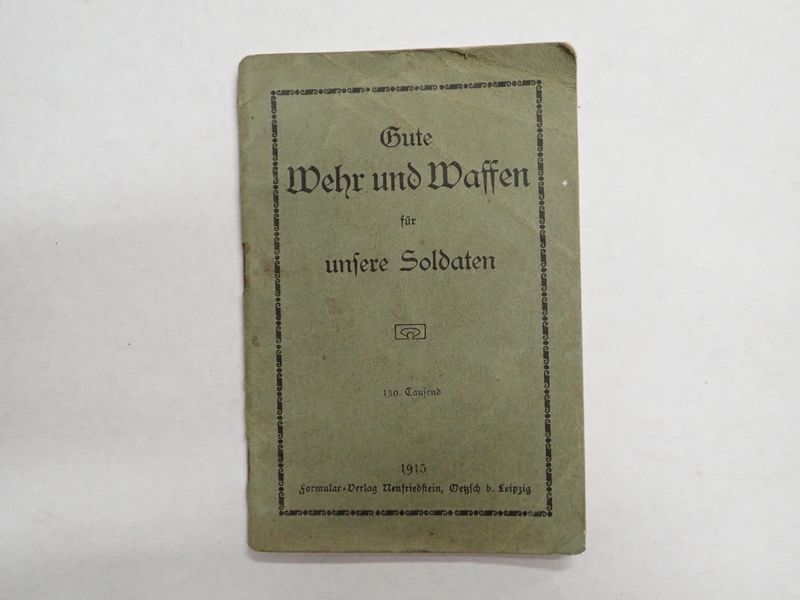 Gute
Wehr und Waffen
für
unsere Soldaten
150. Tausend
1915
Formular-Verlag Neufriedstein, Oetzsch b. Leipzig